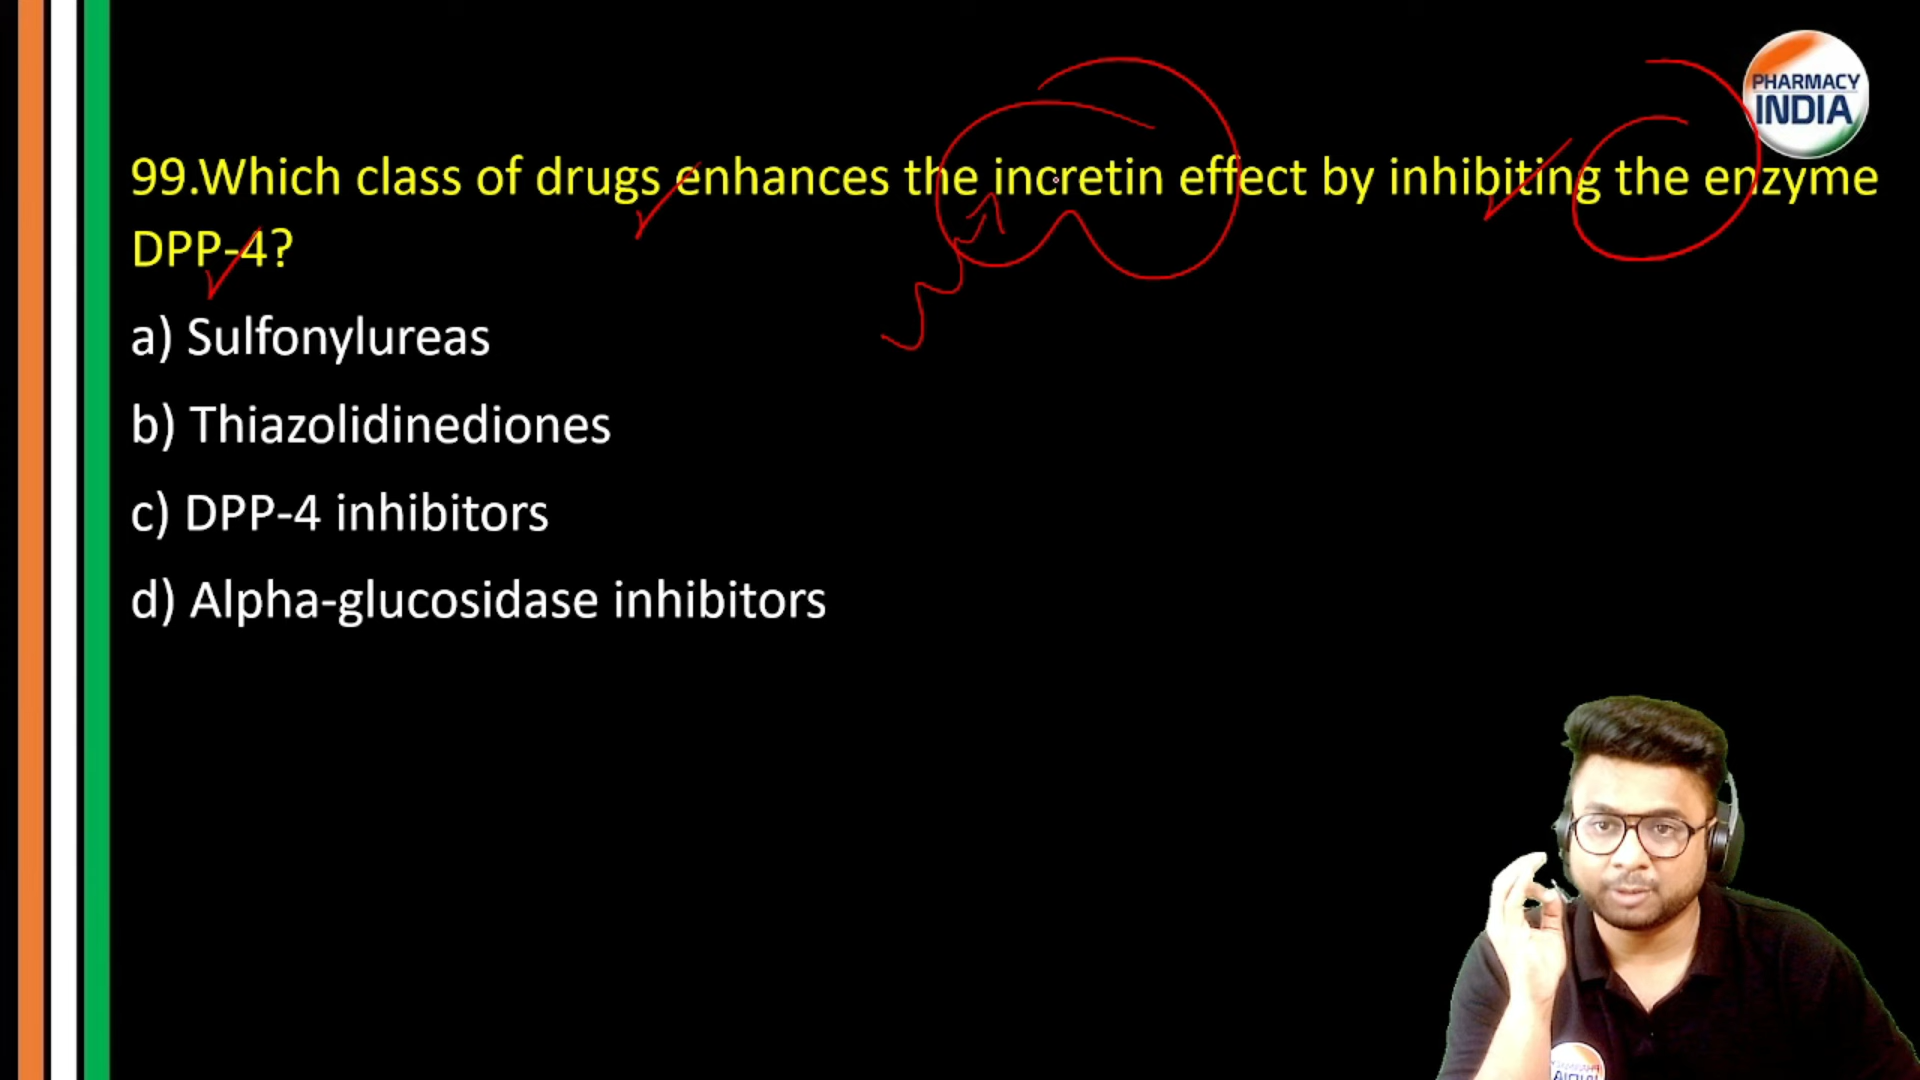 PHARMACY
INDIA
99.Which class of drugs enhances the incretin effect by inhibiting the enzyme
DPP-4?
a) Sulfonylureas
b) Thiazolidinediones
c) DPP-4 inhibitors
d) Alpha-glucosidase inhibitors